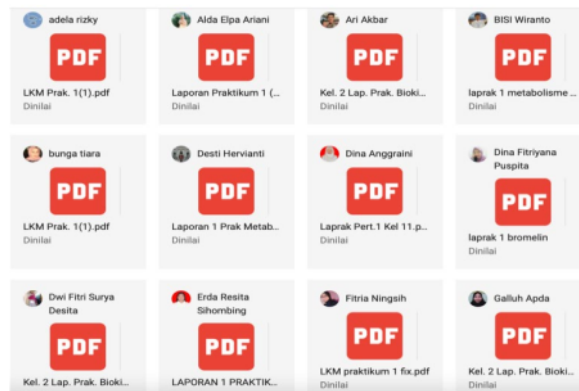 adela rizky
PDF
LKM Prak. 1(1).pdf
Dinilai
Alda Elpa Ariani
PDF
Laporan Praktikum 1 (...
Dinilai
Ari Akbar
PDF
Kel. 2 Lap. Prak. Bioki...
Dinilai
BISI Wiranto
PDF
laprak 1 metabolisme ...
Dinilai
bunga tiara
PDF
LKM Prak. 1(1).pdf
Dinilai
Desti Hervianti
PDF
Laporan 1 Prak Metab...
Dinilai
Dina Anggraini
PDF
Laprak Pert.1 Kel 11.p...
Dinilai
Dina Fitriyana
Puspita
PDF
laprak 1 bromelin
Dinilai
Dwi Fitri Surya
Desita
PDF
Kel. 2 Lap. Prak. Bioki...
Erda Resita
Sihombing
PDF
LAPORAN 1 PRAKTIK...
Fitria Ningsih
PDF
LKM praktikum 1 fix.pdf
Dinilai
Galluh Apda
PDF
Kel. 2 Lap. Prak. Bioki...
Dinilai